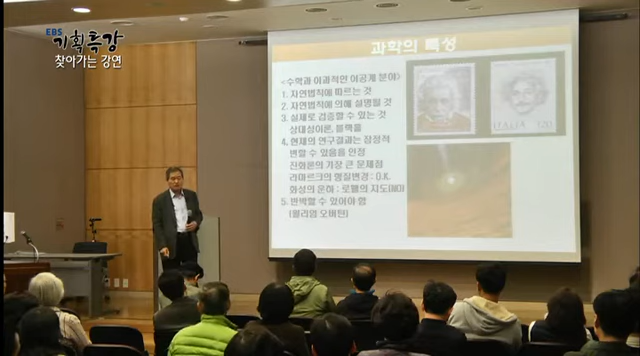 EBS
기획특강
찾아가는 강연
과학의 특성
<수학과 이과적인 이공계 분야>
1. 자연법칙에 따르는 것
2. 자연법칙에 의해 설명될 것
3. 실제로 검증할 수 있는 것
상대성이론, 블랙홀
4. 현재의 연구결과는 잠정적
변할 수 있음을 인정
진화론의 가장 큰 문제점
라마르크의 형질변경 : O.K.
화성의 운하 : 로웰의 지도
5. 반박할 수 있어야 함
[윌리엄 오버턴]
ITALIA 120